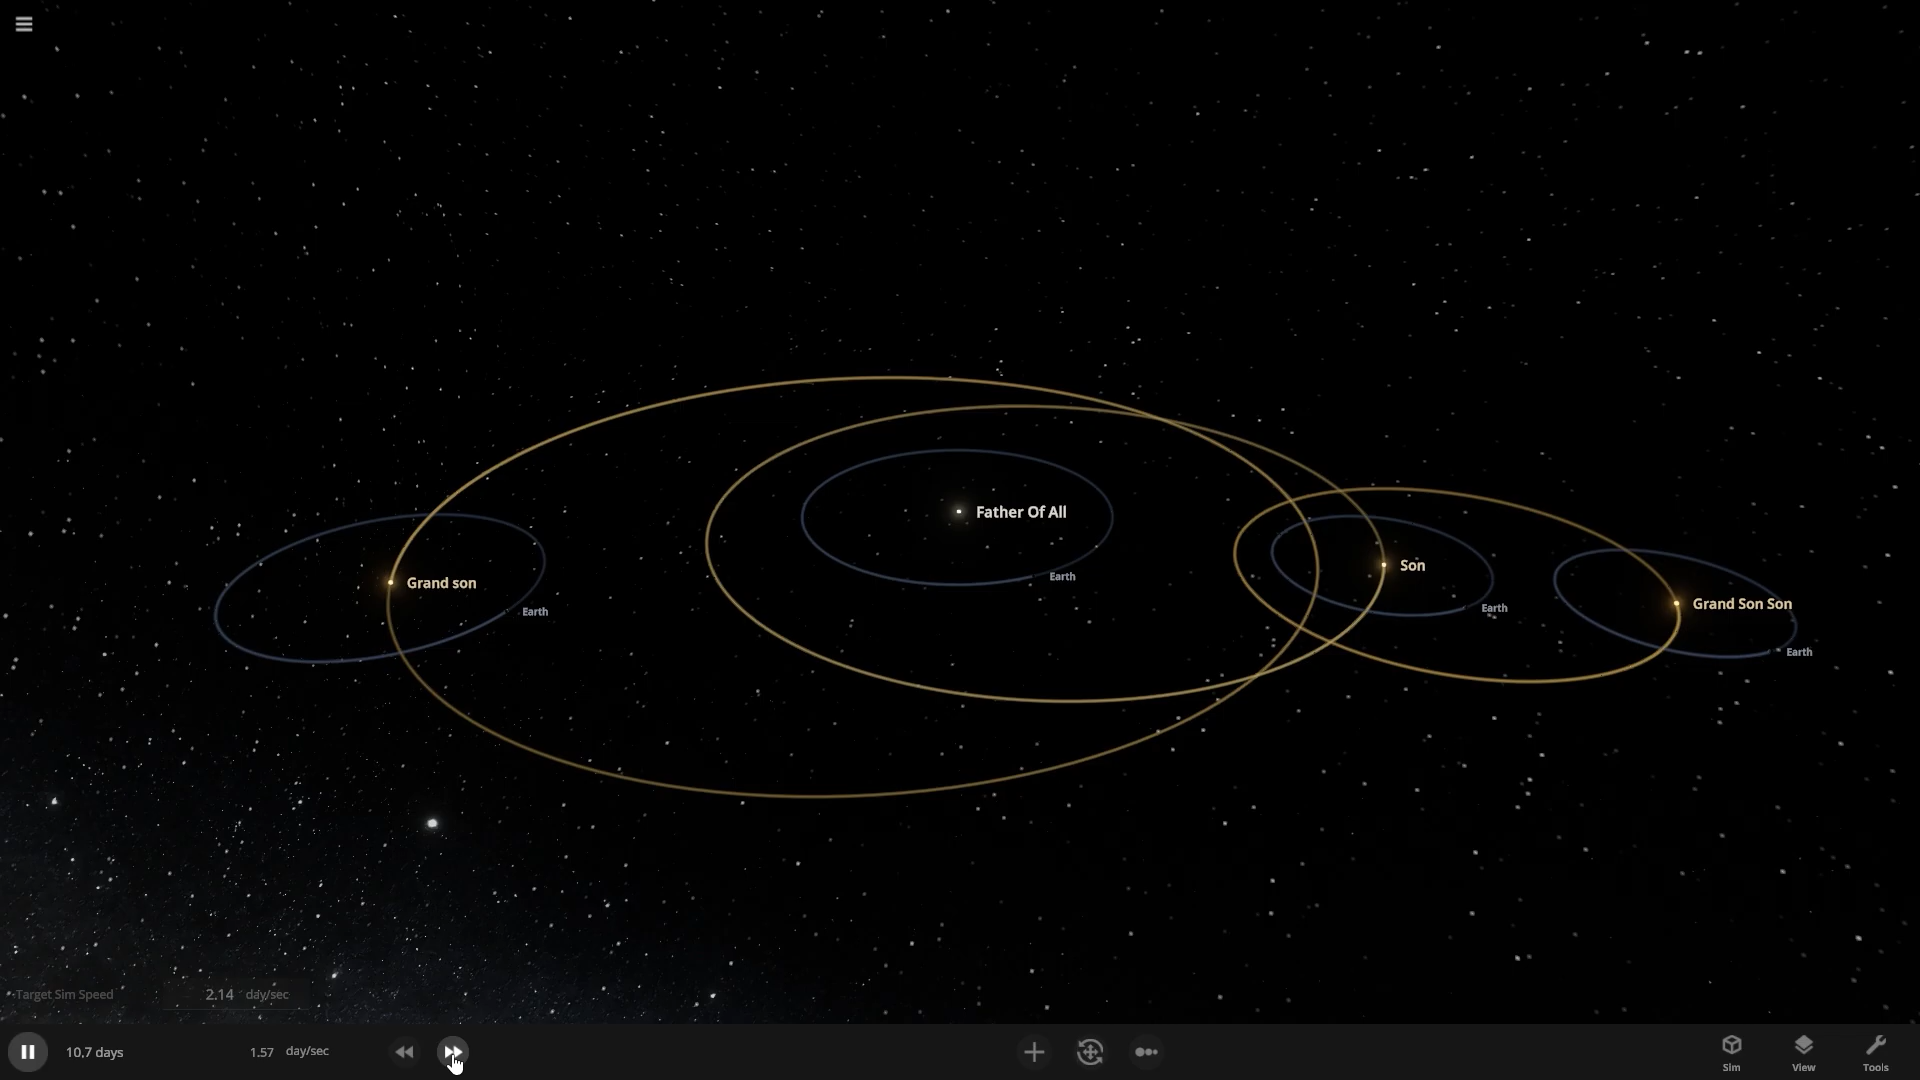 Father Of All
Earth
Son
Earth
Grand son
Earth
Grand Son Son
Earth
Target Sim Speed 2.14 day/sec
10.7 days 1.57 day/sec
Sim View Tools